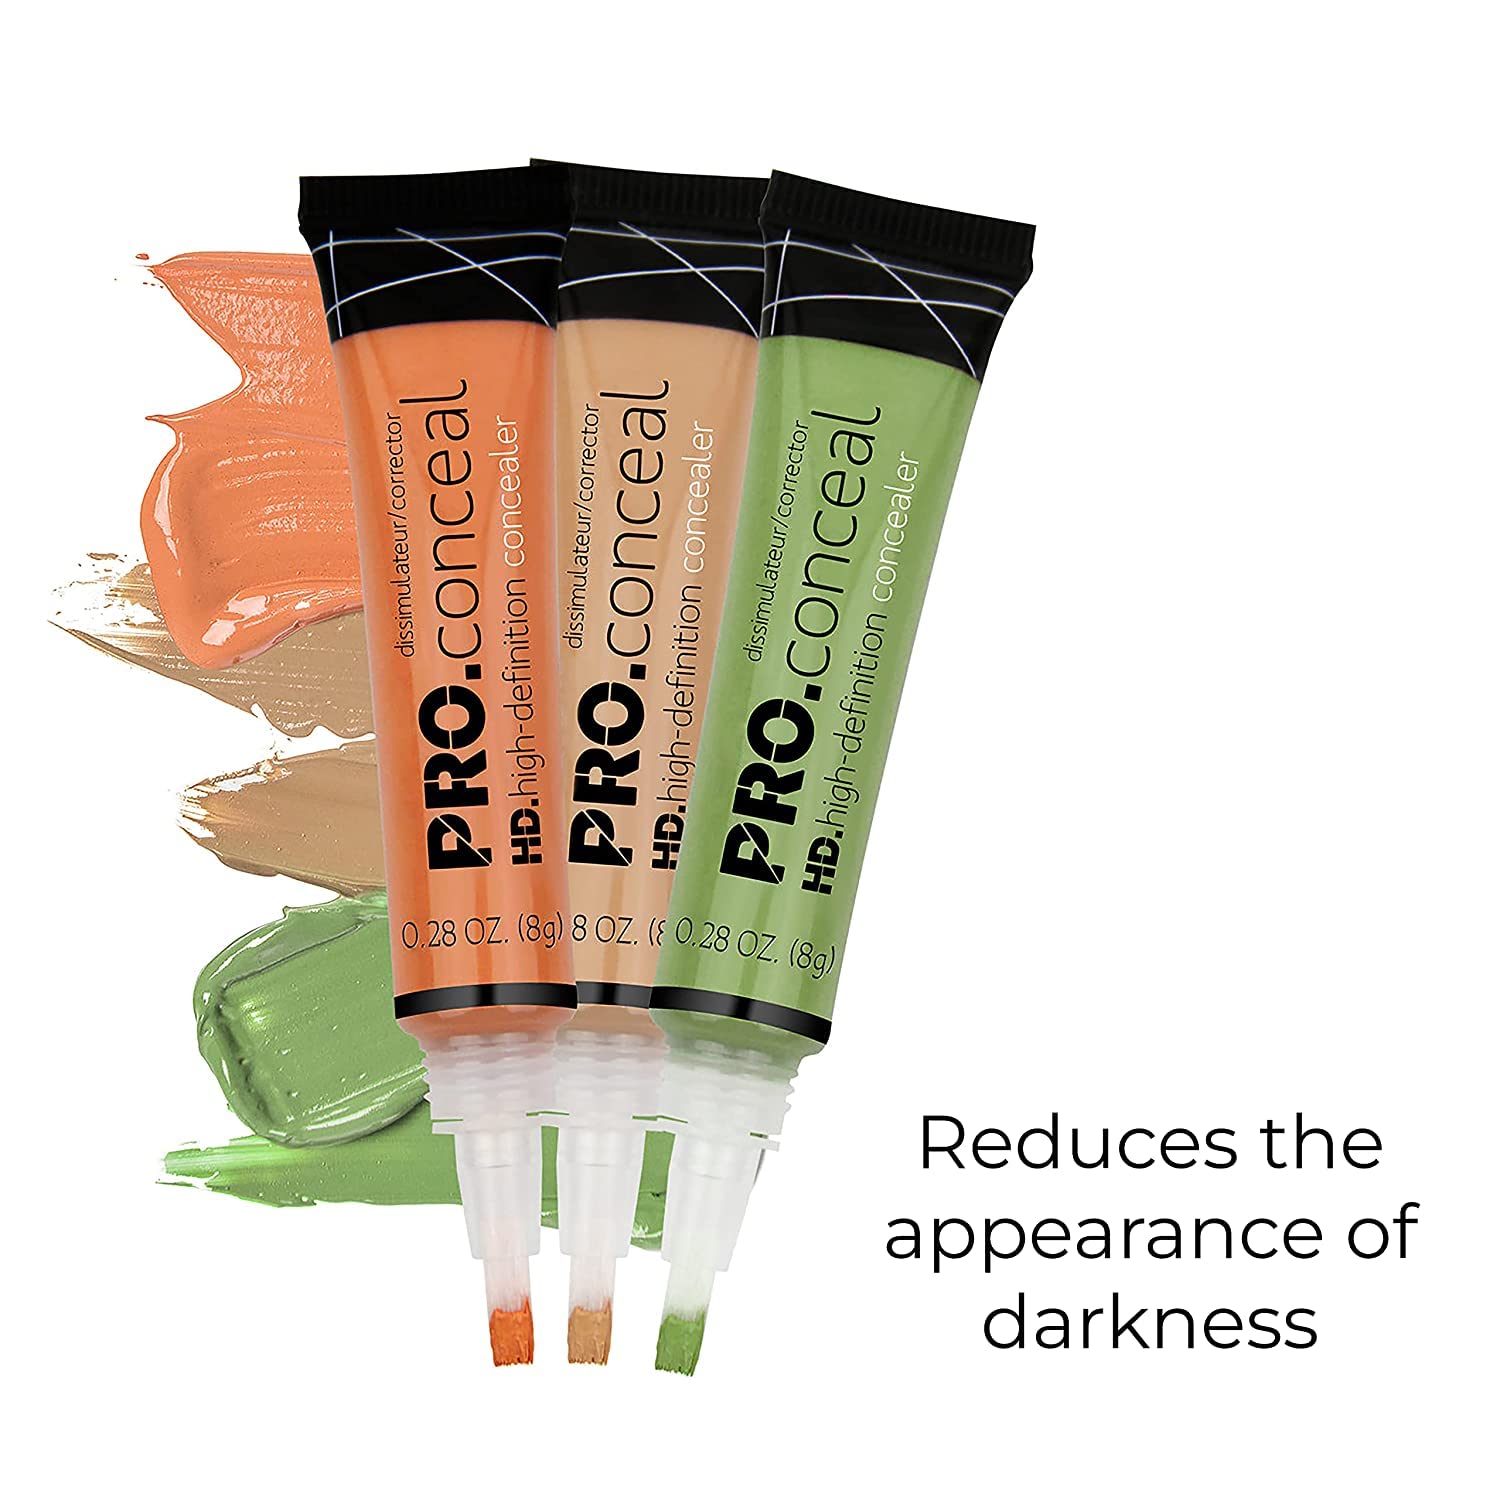 dissimulateur/corrector
PRO.conceal
HD.high-definition concealer
0.28 OZ. (8g)
dissimulateur/corrector
PRO.conceal
HD.high-definition concealer
8 OZ. (8
dissimulateur/corrector
PRO.conceal
HD.high-definition concealer
0.28 OZ. (8g)
Reduces the
appearance of
darkness